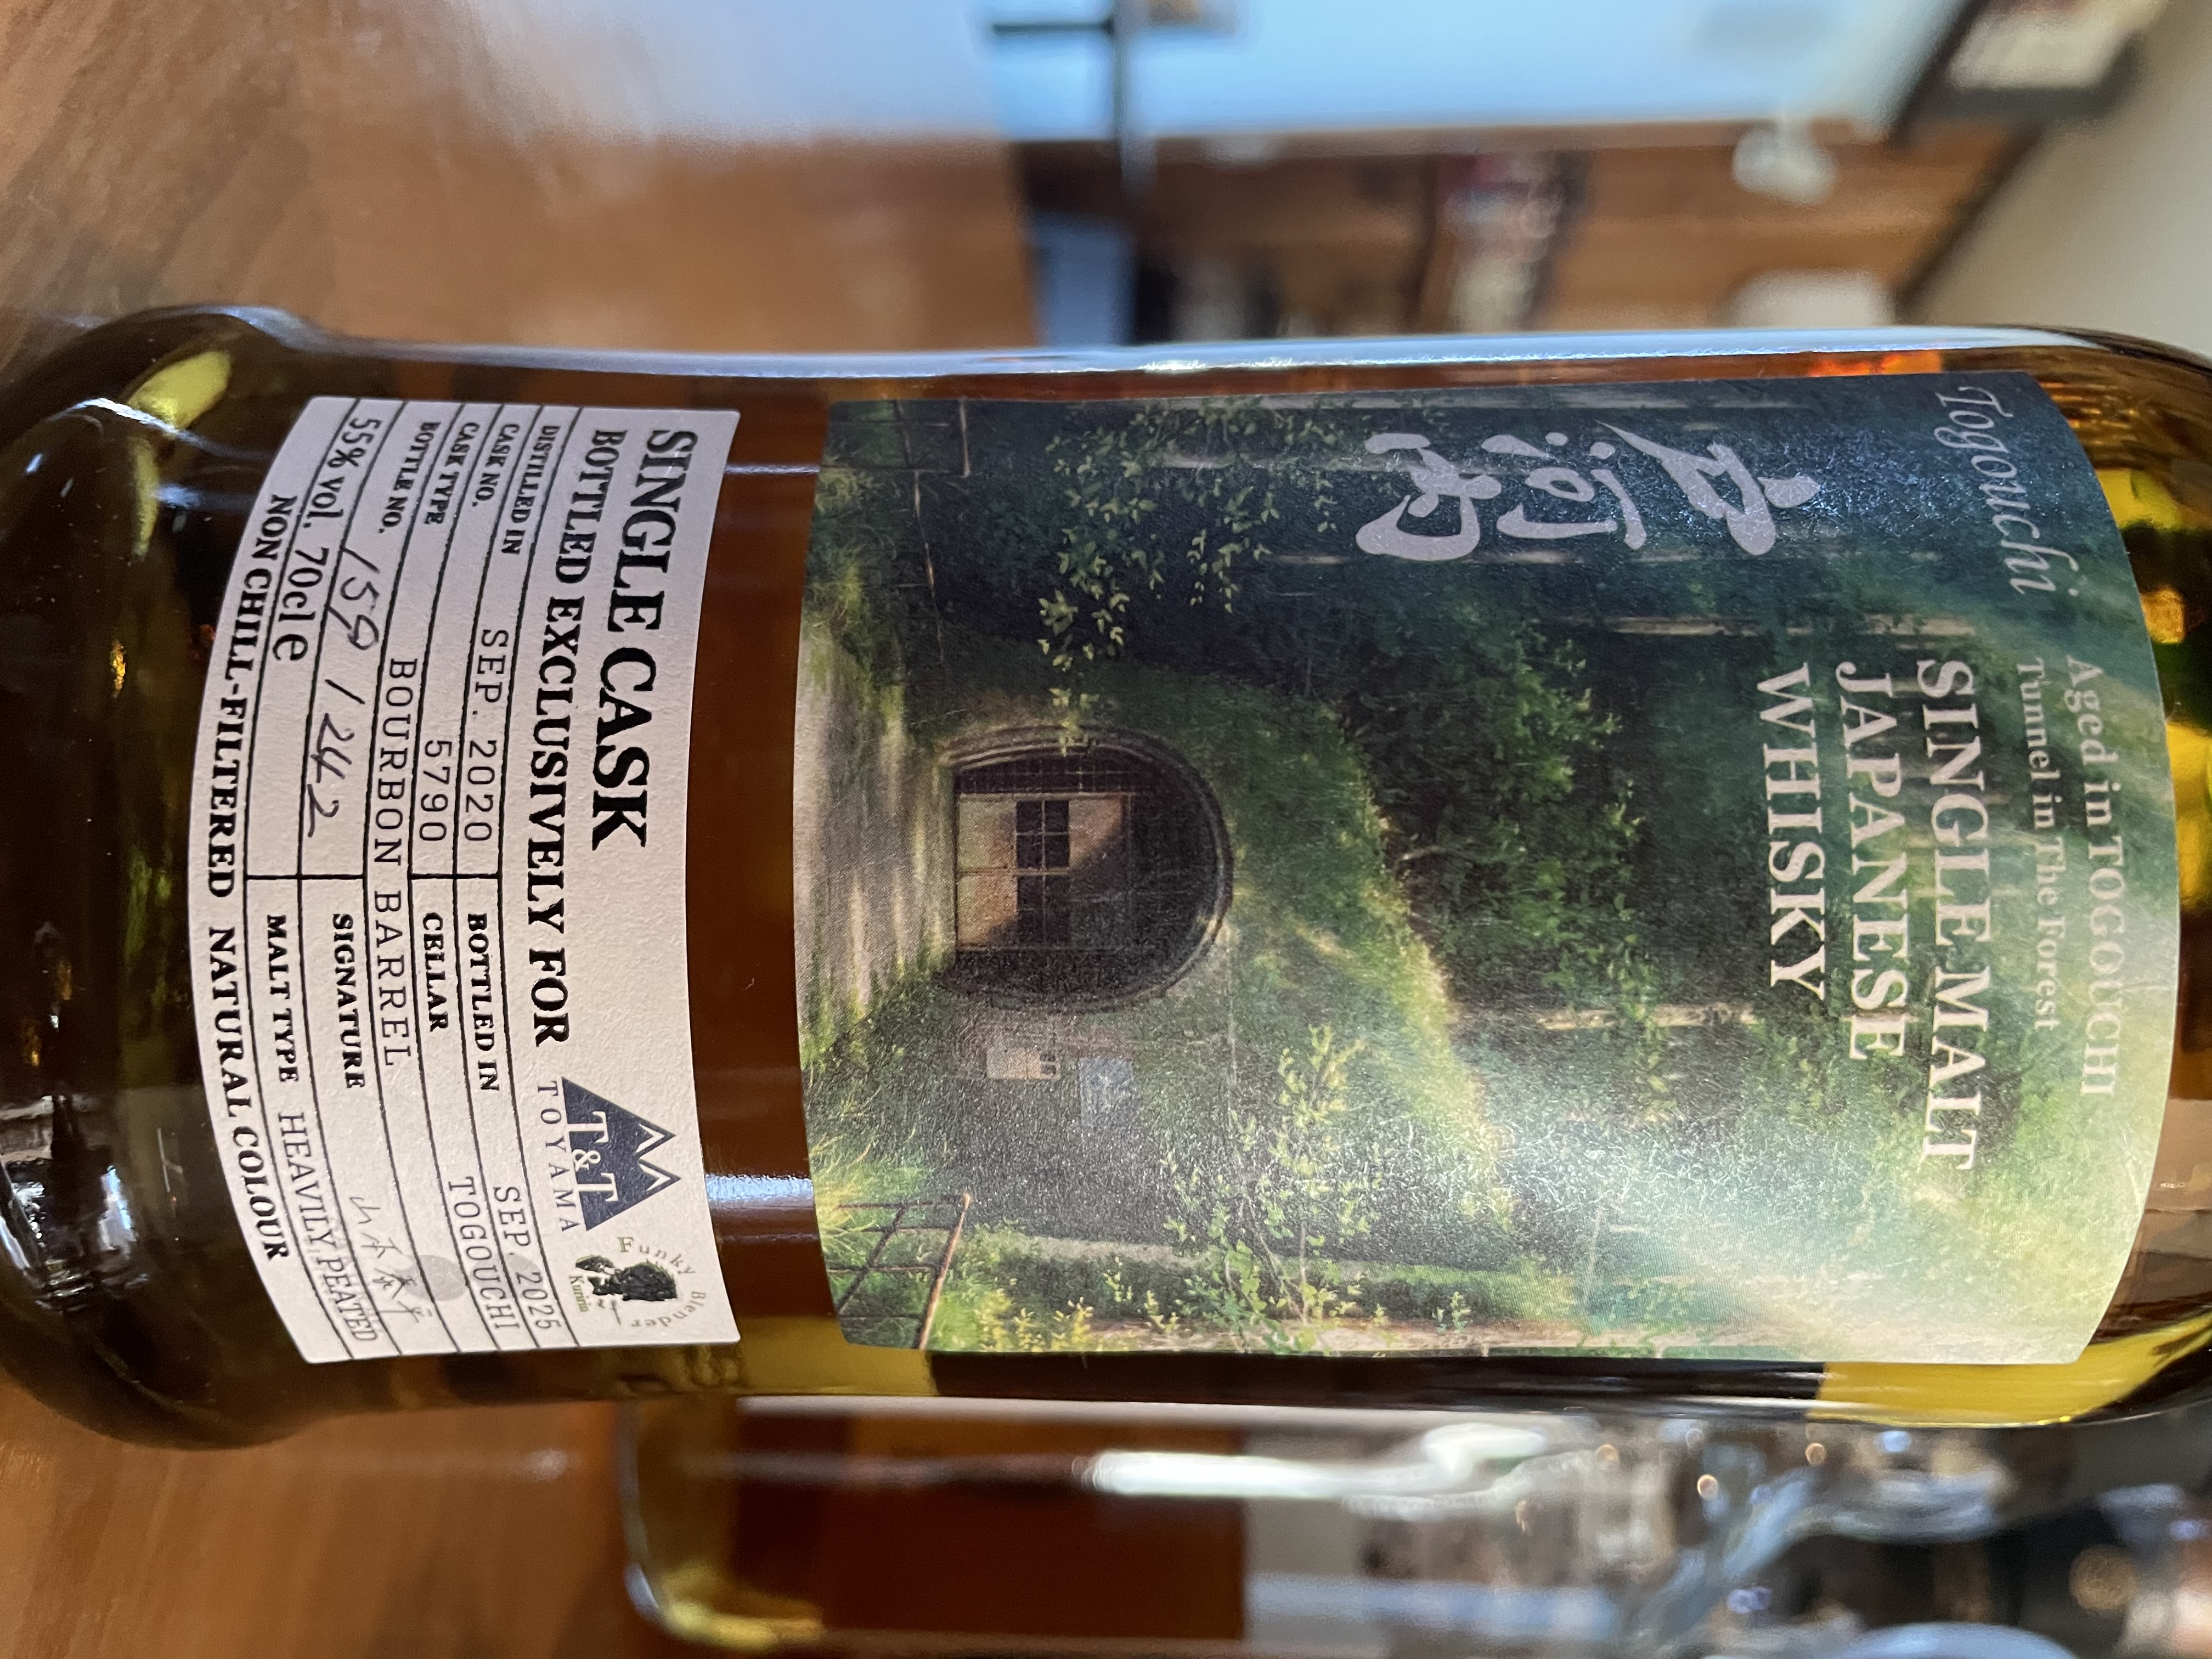 Togouchi
Aged in TOGOUCHI
Tunnel in The Forest
戸河内
SINGLE MALT
JAPANESE
WHISKY
SINGLE CASK
BOTTLED EXCLUSIVELY FOR
T&T
TOYAMA
Funky Blender
Kuririn
DISTILLED IN SEP. 2020 BOTTLED IN SEP. 2025
CASK NO. 5790 CELLAR TOGOUCHI
CASK TYPE BOURBON BARREL
BOTTLE NO. 159 / 242 SIGNATURE
55% vol. 70cl e MALT TYPE HEAVILY PEATED
NON CHILL-FILTERED NATURAL COLOUR